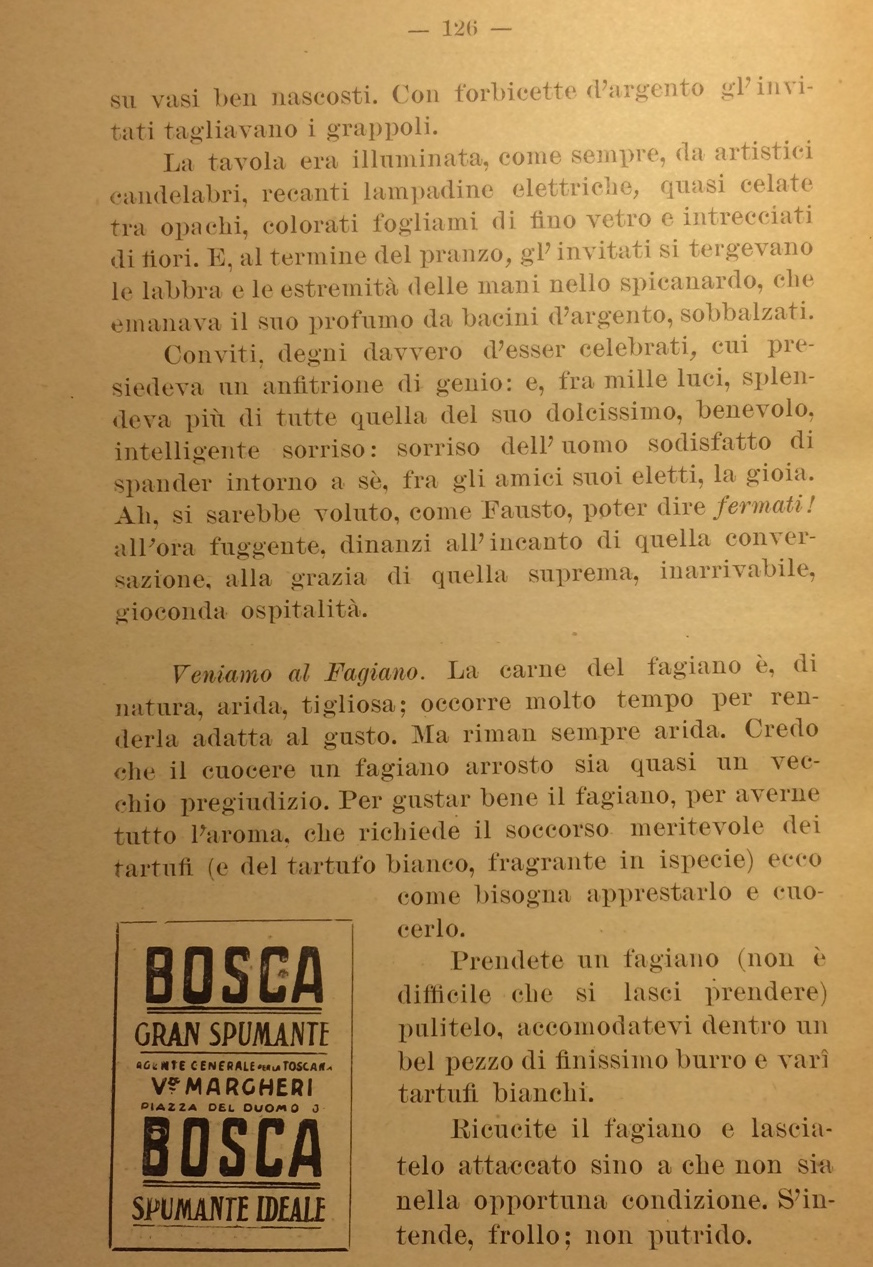 — 126 —
su vasi ben nascosti. Con forbicette d'argento gl'invi-
tati tagliavano i grappoli.
La tavola era illuminata, come sempre, da artistici
candelabri, recanti lampadine elettriche, quasi celate
tra opachi, colorati fogliami di fino vetro e intrecciati
di fiori. E, al termine del pranzo, gl'invitati si tergevano
le labbra e le estremità delle mani nello spicanardo, che
emanava il suo profumo da bacini d'argento, sobbalzati.
Conviti, degni davvero d'esser celebrati, cui pre-
siedeva un anfitrione di genio: e, fra mille luci, splen-
deva più di tutte quella del suo dolcissimo, benevolo,
intelligente sorriso: sorriso dell'uomo sodisfatto di
spander intorno a sè, fra gli amici suoi eletti, la gioia.
Ah, si sarebbe voluto, come Fausto, poter dire fermati!
all'ora fuggente, dinanzi all'incanto di quella conver-
sazione, alla grazia di quella suprema, inarrivabile,
gioconda ospitalità.
Veniamo al Fagiano. La carne del fagiano è, di
natura, arida, tigliosa; occorre molto tempo per ren-
derla adatta al gusto. Ma riman sempre arida. Credo
che il cuocere un fagiano arrosto sia quasi un vec-
chio pregiudizio. Per gustar bene il fagiano, per averne
tutto l'aroma, che richiede il soccorso meritevole dei
tartufi (e del tartufo bianco, fragrante in ispecie) ecco
come bisogna apprestarlo e cuo-
cerlo.
Prendete un fagiano (non è
difficile che si lasci prendere)
pulitelo, accomodatevi dentro un
bel pezzo di finissimo burro e varî
tartufi bianchi.
Ricucite il fagiano e lascia-
telo attaccato sino a che non sia
nella opportuna condizione. S'in-
tende, frollo; non putrido.
BOSCA
GRAN SPUMANTE
AGENTE GENERALE PER LA TOSCANA
Vº MARGHERI
PIAZZA DEL DUOMO 3
BOSCA
SPUMANTE IDEALE